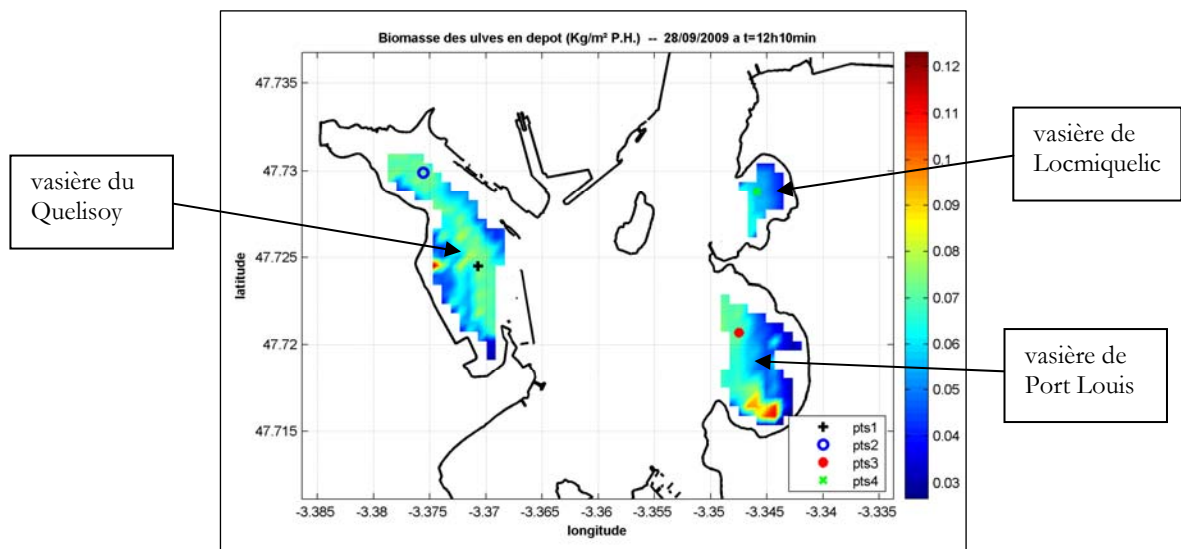 Biomasse des ulves en depot (Kg/m² P.H.) -- 28/09/2009 a t=12h10min
vasière du
Quelisoy
vasière de
Locmiquelic
vasière de
Port Louis
latitude
47.735
47.73
47.725
47.72
47.715
-3.385
-3.38
-3.375
-3.37
-3.365
-3.36
-3.355
-3.35
-3.345
-3.34
-3.335
longitude
pts1
pts2
pts3
pts4
0.12
0.11
0.1
0.09
0.08
0.07
0.06
0.05
0.04
0.03